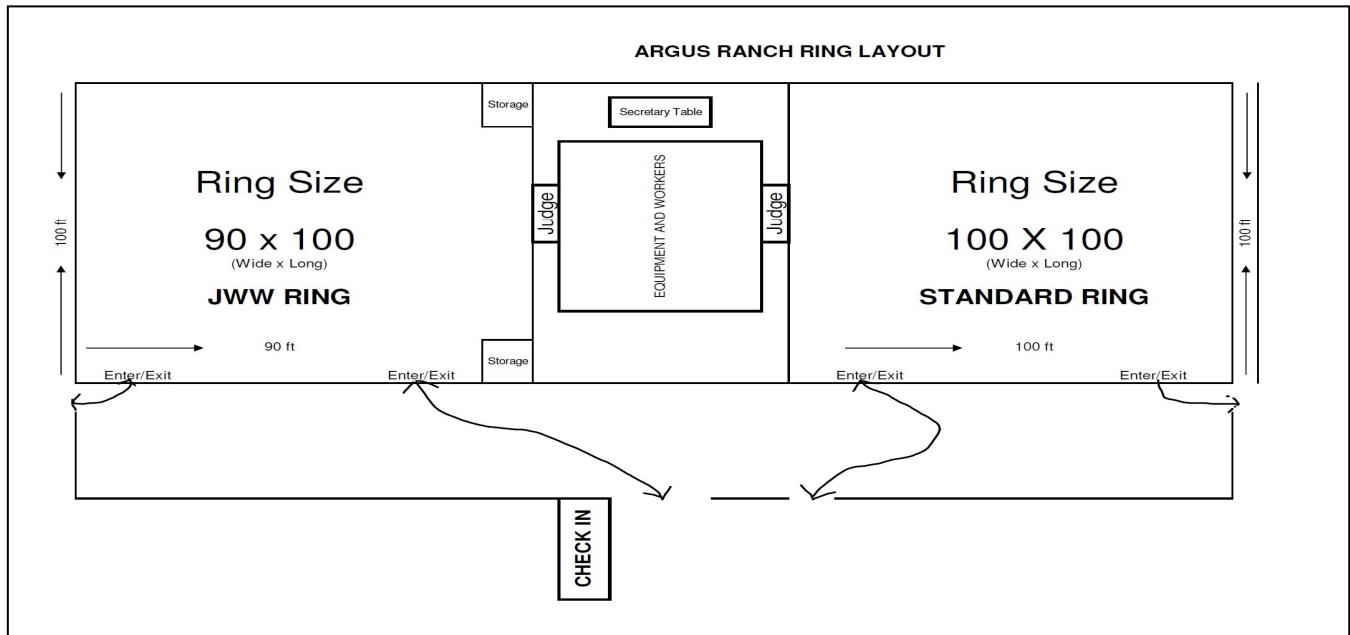 ARGUS RANCH RING LAYOUT
Storage
Secretary Table
Ring Size
90 x 100
(Wide x Long)
JWW RING
100 ft
90 ft
Enter/Exit
Enter/Exit
Storage
Judge
EQUIPMENT AND WORKERS
Judge
Ring Size
100 X 100
(Wide x Long)
STANDARD RING
100 ft
100 ft
Enter/Exit
Enter/Exit
CHECK IN